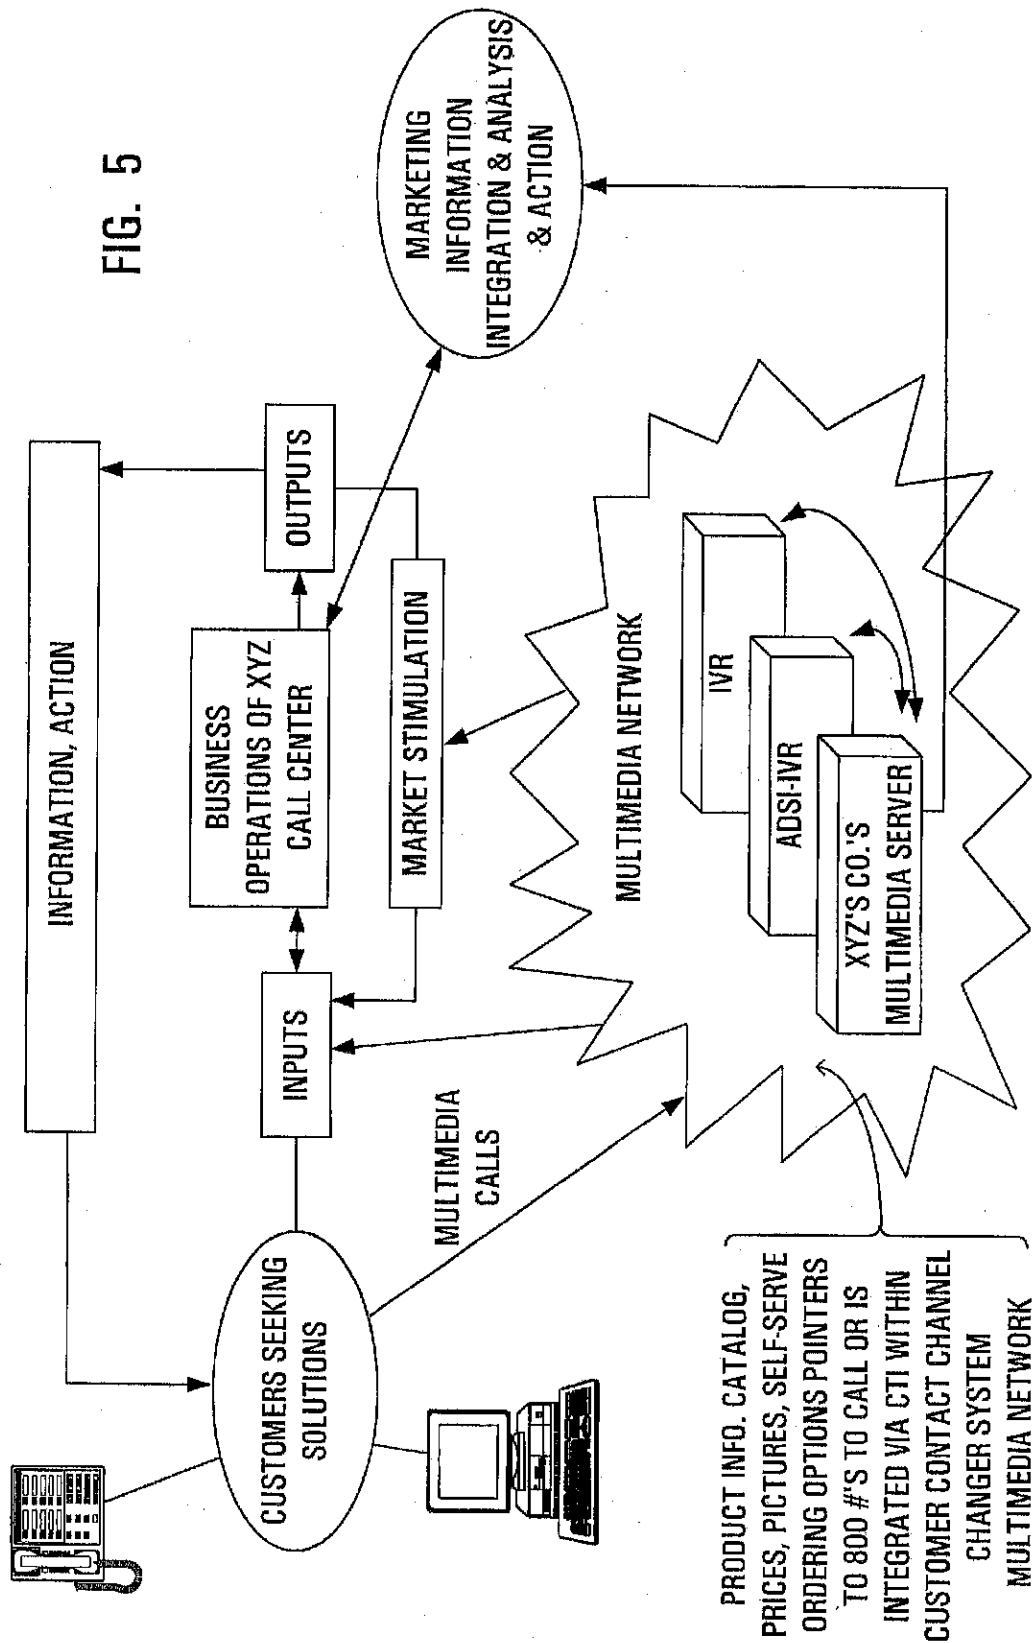 FIG. 5
INFORMATION, ACTION
CUSTOMERS SEEKING
SOLUTIONS
INPUTS
BUSINESS
OPERATIONS OF XYZ
CALL CENTER
OUTPUTS
MARKET STIMULATION
MARKETING
INFORMATION
INTEGRATION & ANALYSIS
& ACTION
MULTIMEDIA
CALLS
MULTIMEDIA NETWORK
IVR
ADSI-IVR
XYZ'S CO.'S
MULTIMEDIA SERVER
PRODUCT INFO. CATALOG,
PRICES, PICTURES, SELF-SERVE
ORDERING OPTIONS POINTERS
TO 800 #'S TO CALL OR IS
INTEGRATED VIA CTI WITHIN
CUSTOMER CONTACT CHANNEL
CHANGER SYSTEM
MULTIMEDIA NETWORK